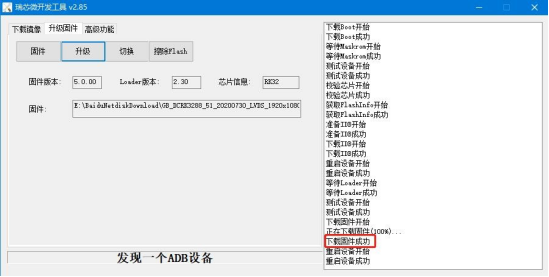 瑞芯微开发工具 v2.85
下载镜像 升级固件 高级功能
固件 升级 切换 擦除Flash
固件版本: 5.0.00 Loader版本: 2.30 芯片信息: RK32
固件: E:\BaiduNetdiskDownload\GB_DCRK3288_51_20200730_LVDS_1920x1080
发现一个ADB设备
下载Boot开始
下载Boot成功
等待Maskrom开始
等待Maskrom成功
测试设备开始
测试设备成功
校验芯片开始
校验芯片成功
获取FlashInfo开始
获取FlashInfo成功
准备IDB开始
准备IDB成功
下载IDB开始
下载IDB成功
重启设备开始
重启设备成功
等待Loader开始
等待Loader成功
测试设备开始
测试设备成功
下载固件开始
正在下载固件(100%)...
下载固件成功
重启设备开始
重启设备成功